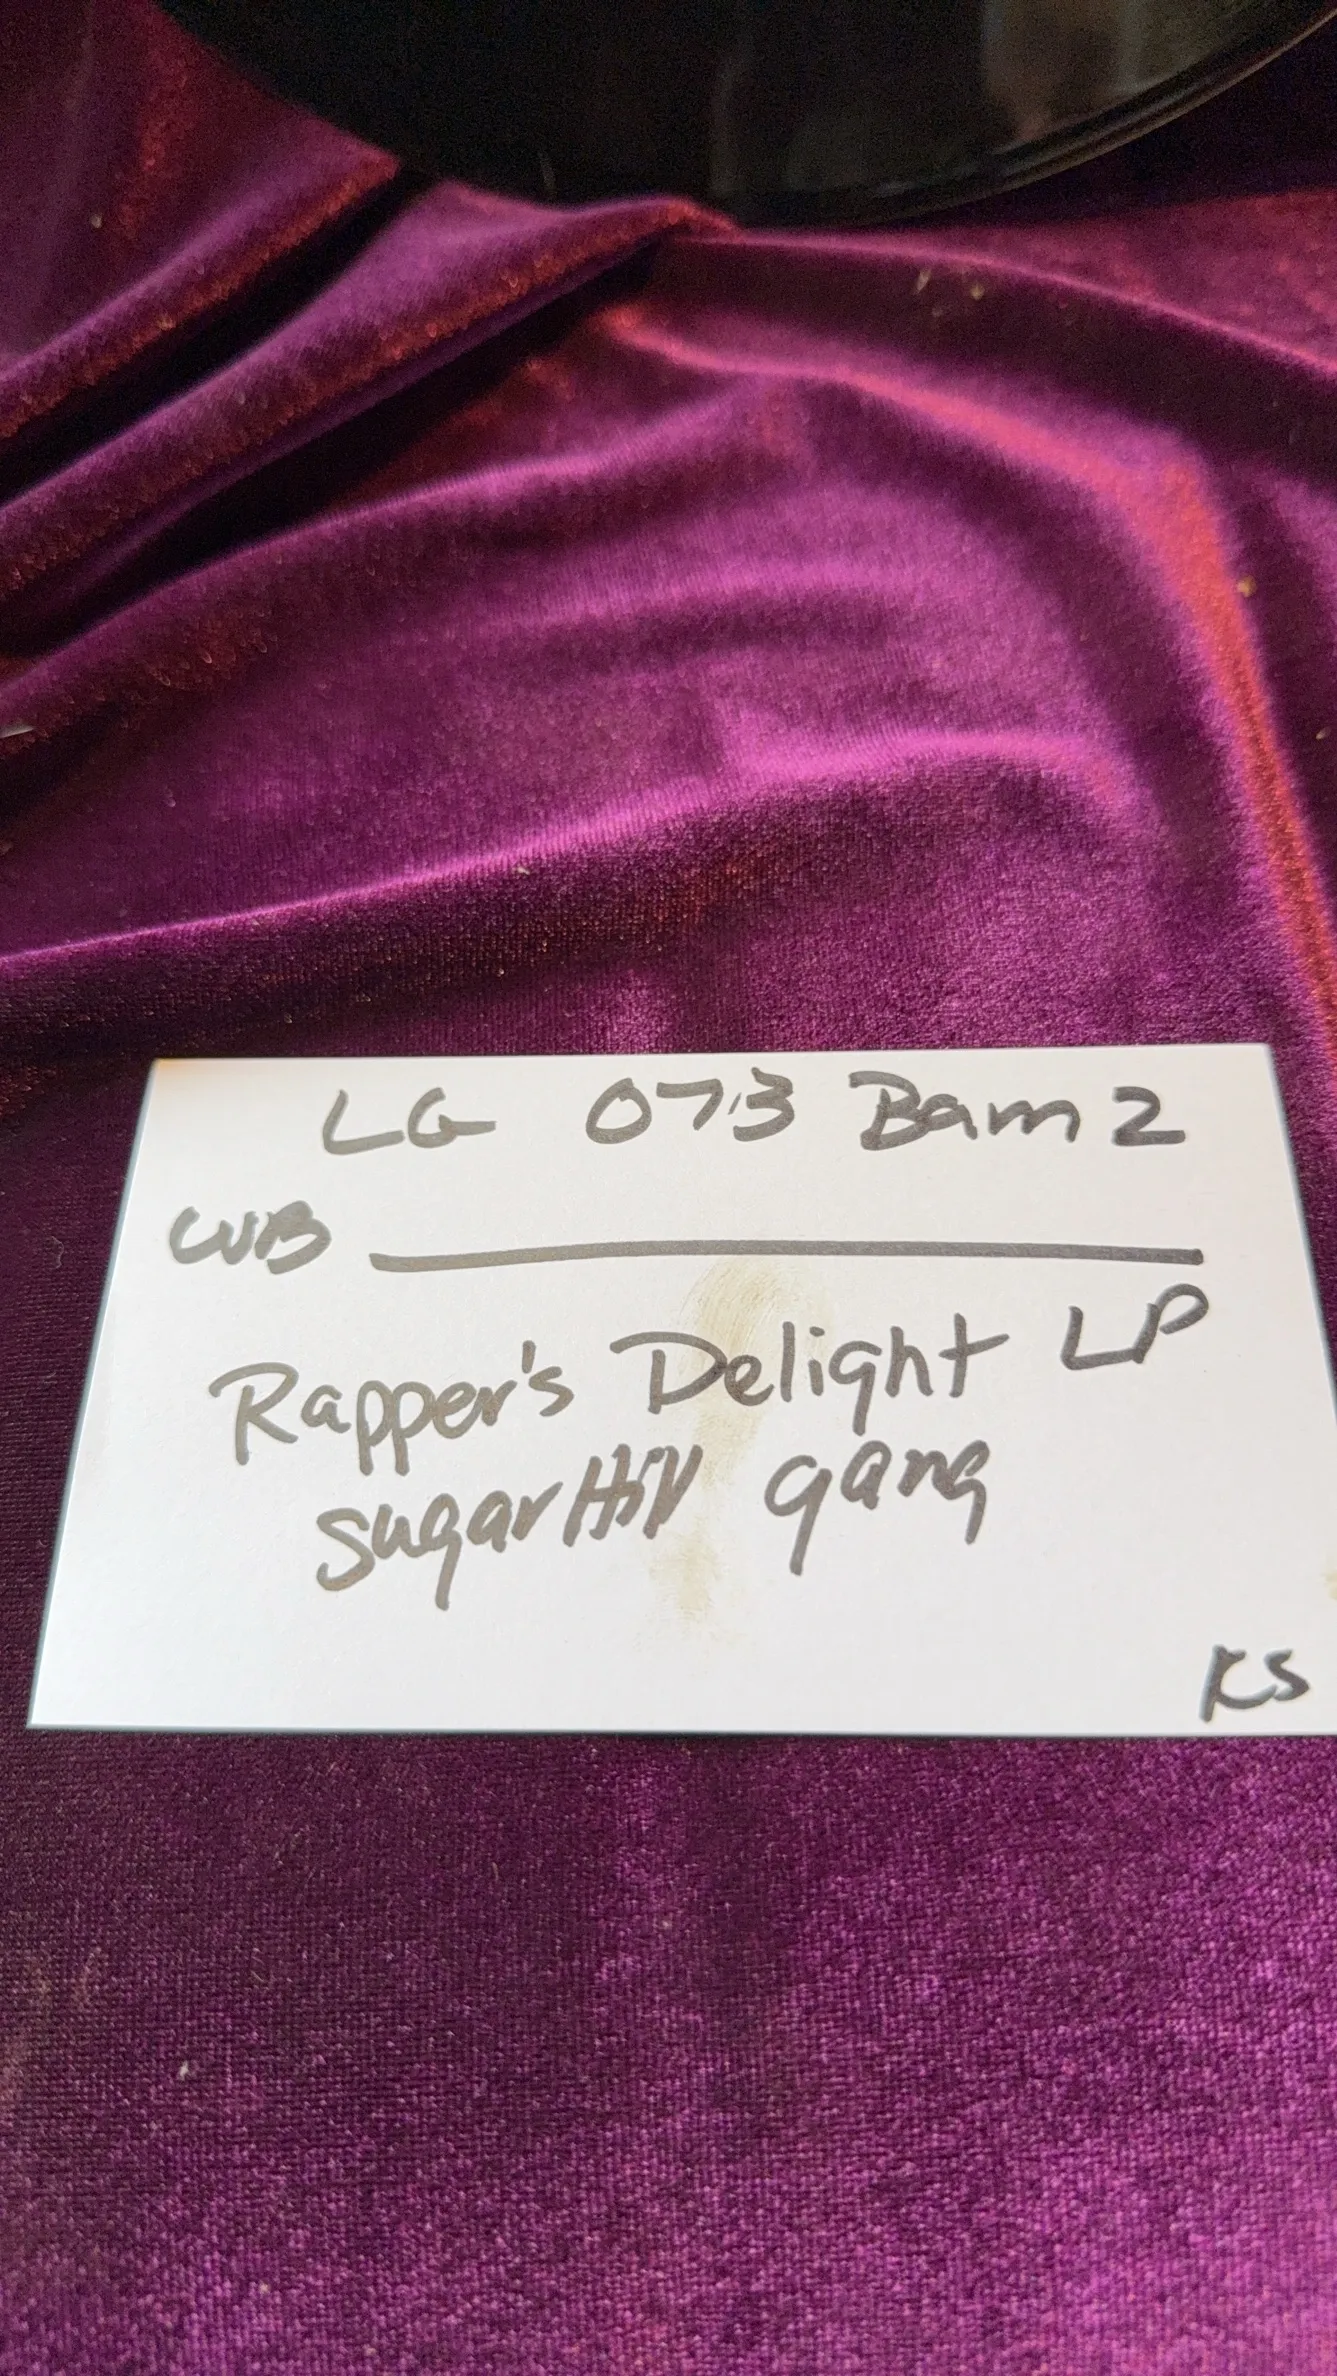 LG 073 Bam 2
WB
Rapper's Delight LP
sugarHill gang
KS